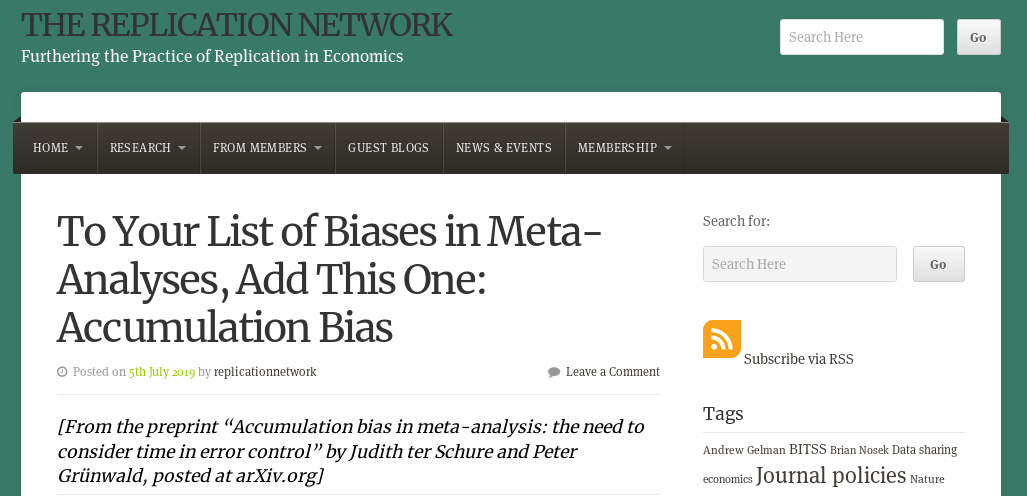 THE REPLICATION NETWORK
Furthering the Practice of Replication in Economics
Search Here
Go
HOME RESEARCH FROM MEMBERS GUEST BLOGS NEWS & EVENTS MEMBERSHIP
To Your List of Biases in Meta-
Analyses, Add This One:
Accumulation Bias
Posted on 5th July 2019 by replicationnetwork
Leave a Comment
[From the preprint “Accumulation bias in meta-analysis: the need to
consider time in error control” by Judith ter Schure and Peter
Grünwald, posted at arXiv.org]
Search for:
Search Here
Go
Subscribe via RSS
Tags
Andrew Gelman BITSS Brian Nosek Data sharing
economics Journal policies Nature